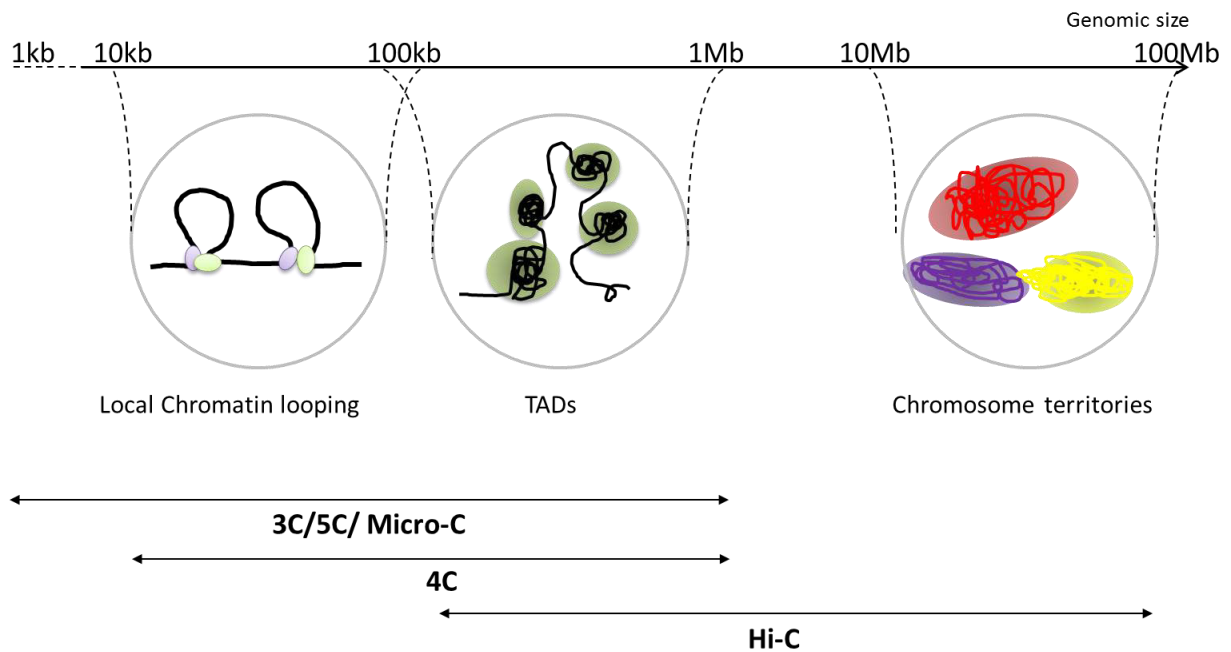 Genomic size
1kb 10kb 100kb 1Mb 10Mb 100Mb
Local Chromatin looping TADs Chromosome territories
3C/5C/ Micro-C
4C
Hi-C